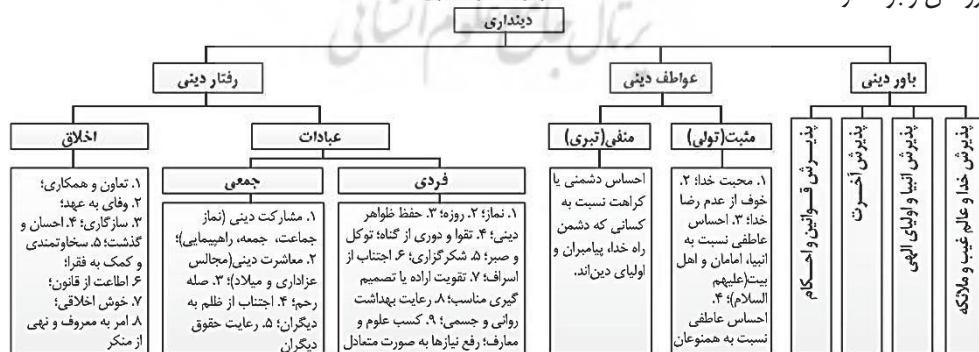 دینداری
باور دینی
عواطف دینی
رفتار دینی
پذیرش خدا و عالم غیب و ملائکه
پذیرش انبیا و اولیای الهی
پذیرش آخرت
پذیرش قوانین و احکام
مثبت(تولی)
۱. محبت خدا؛ ۲.
خوف از عدم رضا
خدا؛ ۳. احساس
عاطفی نسبت به
انبیا، امامان و اهل
بیت(علیهم
السلام)؛ ۴.
احساس عاطفی
نسبت به همنوعان
منفی(تبری)
احساس دشمنی یا
کراهت نسبت به
کسانی که دشمن
راه خدا، پیامبران و
اولیای دین‌اند.
عبادات
فردی
۱. نماز؛ ۲. روزه؛ ۳. حفظ ظواهر
دینی؛ ۴. تقوا و دوری از گناه؛ توکل
و صبر؛ ۵. شکرگزاری؛ ۶. اجتناب از
اسراف؛ ۷. تقویت اراده یا تصمیم
گیری مناسب؛ ۸. رعایت بهداشت
روانی و جسمی؛ ۹. کسب علوم و
معارف؛ رفع نیازها به صورت متعادل
جمعی
۱. مشارکت دینی (نماز
جماعت، جمعه، راهپیمایی)؛
۲. معاشرت دینی(مجالس
عزاداری و میلاد)؛ ۳. صله
رحم؛ ۴. اجتناب از ظلم به
دیگران؛ ۵. رعایت حقوق
دیگران
اخلاق
۱. تعاون و همکاری؛
۲. وفای به عهد؛
۳. سازگاری؛ ۴. احسان و
گذشت؛ ۵. سخاوتمندی
و کمک به فقرا؛
۶. اطاعت از قانون؛
۷. خوش اخلاقی؛
۸. امر به معروف و نهی
از منکر
پرتال جامع علوم انسانی